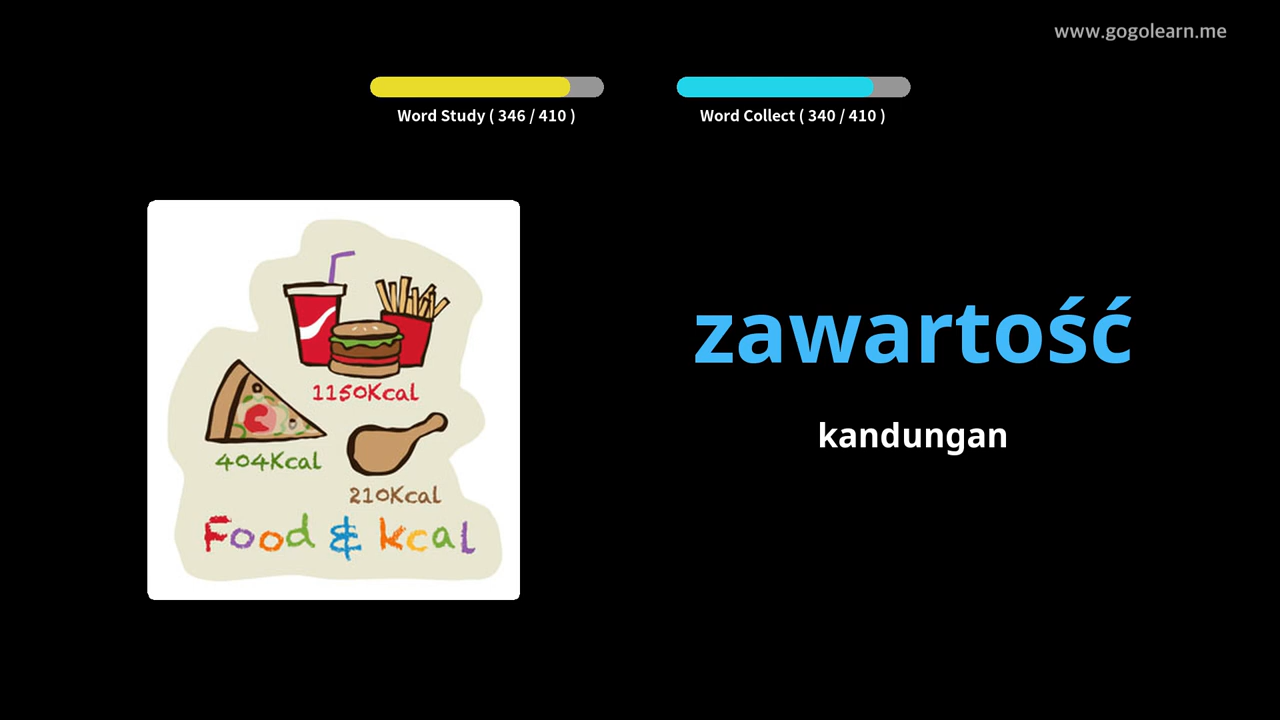 www.gogolearn.me
Word Study ( 346 / 410 )
Word Collect ( 340 / 410 )
1150Kcal
404Kcal
210Kcal
Food & kcal
zawartość
kandungan